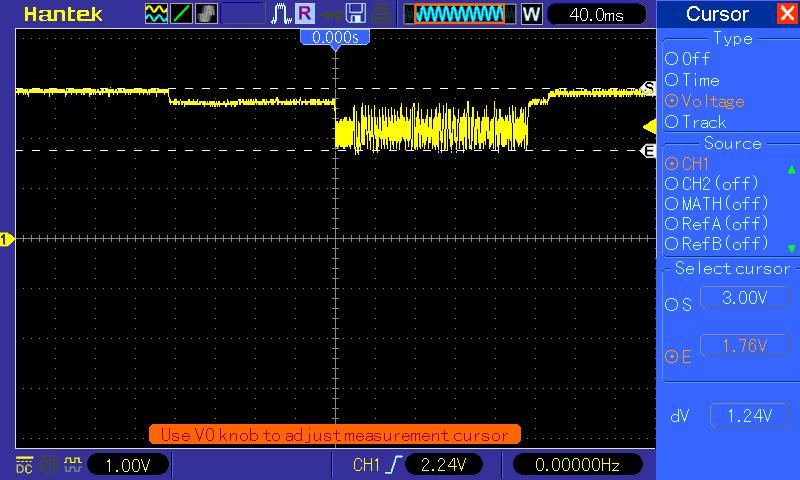 Hantek R W 40.0ms Cursor
0.000s
Type
Off
Time
Voltage
Track
Source
CH1
CH2(off)
MATH(off)
RefA(off)
RefB(off)
Select cursor
S 3.00V
E 1.76V
dV 1.24V
S
E
1
Use V0 knob to adjust measurement cursor
DC 1.00V CH1 2.24V 0.00000Hz